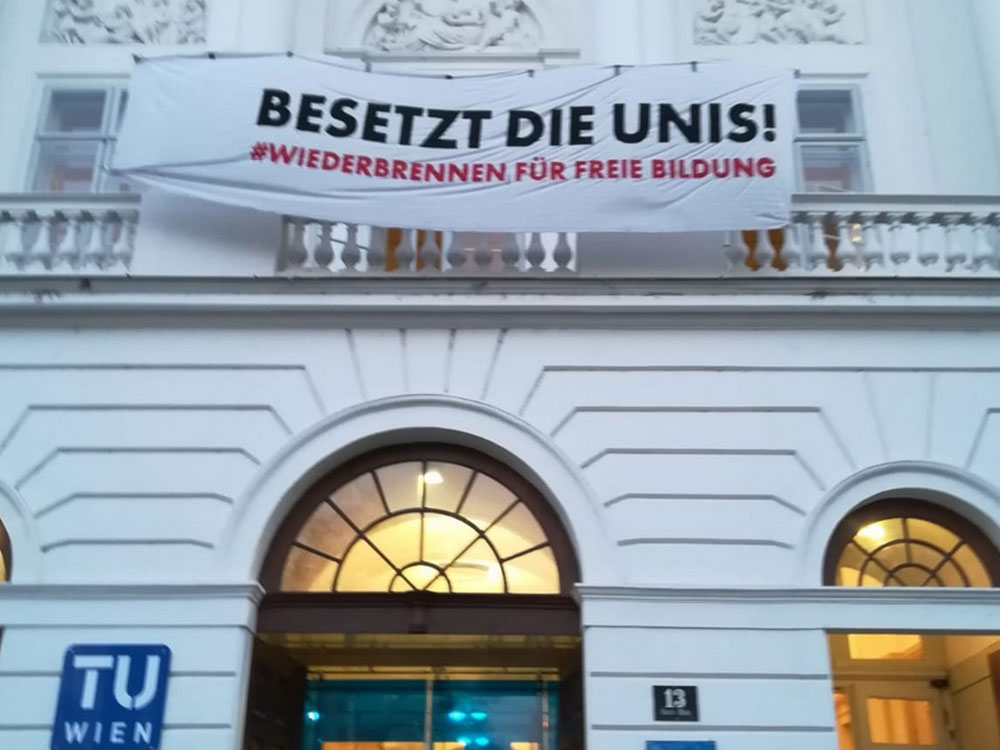 BESETZT DIE UNIS!
#WIEDERBRENNEN FÜR FREIE BILDUNG
TU
WIEN
13